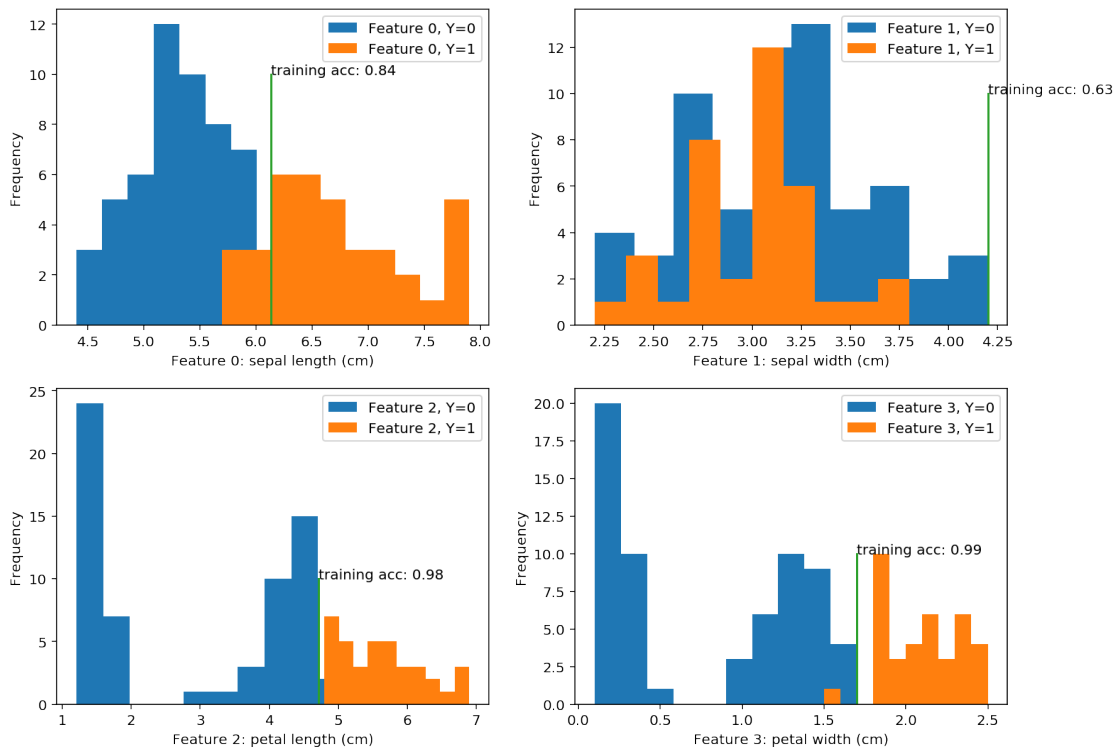 12
10
8
6
4
2
0
Frequency
Feature 0, Y=0
Feature 0, Y=1
training acc: 0.84
4.5 5.0 5.5 6.0 6.5 7.0 7.5 8.0
Feature 0: sepal length (cm)
12
10
8
6
4
2
0
Frequency
Feature 1, Y=0
Feature 1, Y=1
training acc: 0.63
2.25 2.50 2.75 3.00 3.25 3.50 3.75 4.00 4.25
Feature 1: sepal width (cm)
25
20
15
10
5
0
Frequency
Feature 2, Y=0
Feature 2, Y=1
training acc: 0.98
1 2 3 4 5 6 7
Feature 2: petal length (cm)
20.0
17.5
15.0
12.5
10.0
7.5
5.0
2.5
0.0
Frequency
Feature 3, Y=0
Feature 3, Y=1
training acc: 0.99
0.0 0.5 1.0 1.5 2.0 2.5
Feature 3: petal width (cm)